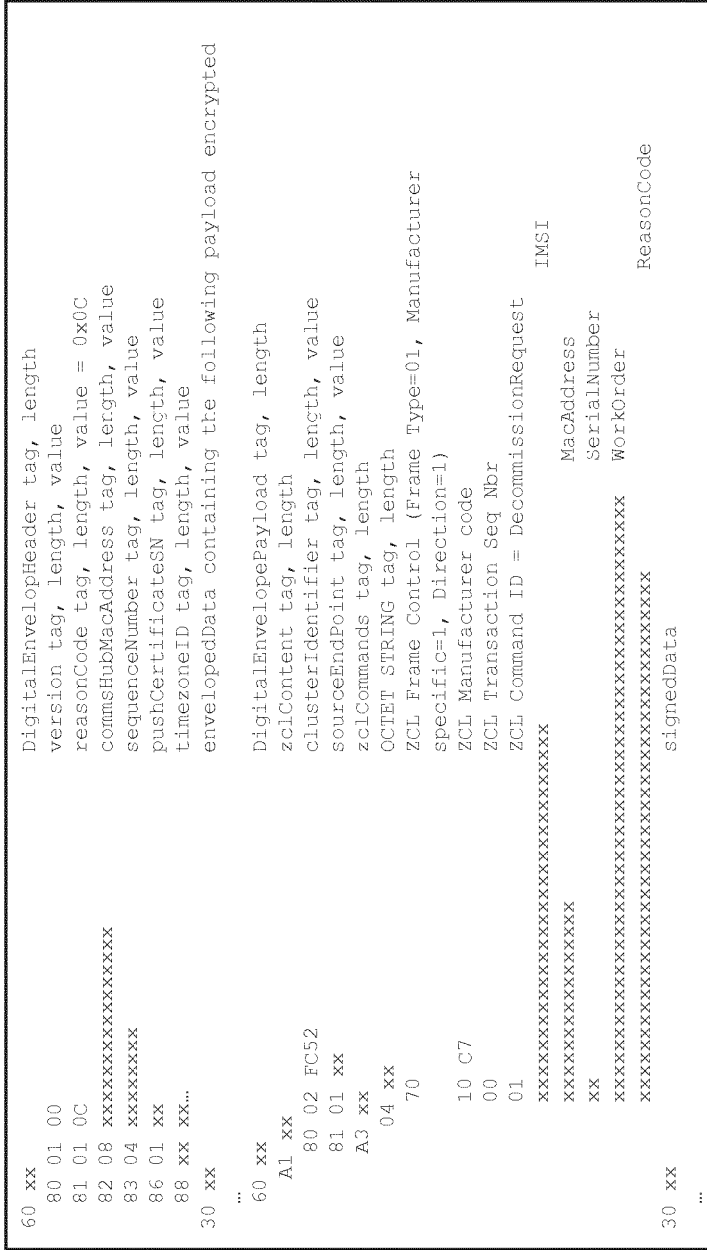 60 xx DigitalEnvelopHeader tag, length
80 01 00 version tag, length, value
81 01 0C reasonCode tag, length, value = 0x0C
82 08 xxxxxxxxxxxxxxxx commsHubMacAddress tag, length, value
83 04 xxxxxxxx sequenceNumber tag, length, value
86 01 xx pushCertificateSN tag, length, value
88 xx xx… timezoneID tag, length, value
30 xx envelopedData containing the following payload encrypted
…
60 xx DigitalEnvelopePayload tag, length
A1 xx zclContent tag, length
80 02 FC52 clusterIdentifier tag, length, value
81 01 xx sourceEndPoint tag, length, value
A3 xx zclCommands tag, length
04 xx OCTET STRING tag, length
70 ZCL Frame Control (Frame Type=01, Manufacturer
specific=1, Direction=1)
10 C7 ZCL Manufacturer code
00 ZCL Transaction Seq Nbr
01 ZCL Command ID = DecommissionRequest
xxxxxxxxxxxxxxxxxxxxxxxxxxxxxx IMSI
xxxxxxxxxxxxxxxx MacAddress
xx SerialNumber
xxxxxxxxxxxxxxxxxxxxxxxxxxxxxxxxxxxxxxxxxxxxxxxx WorkOrder
xxxxxxxxxxxxxxxxxxxxxxxxxxxxxxxxxxxxxxxxxx ReasonCode
30 xx signedData
…